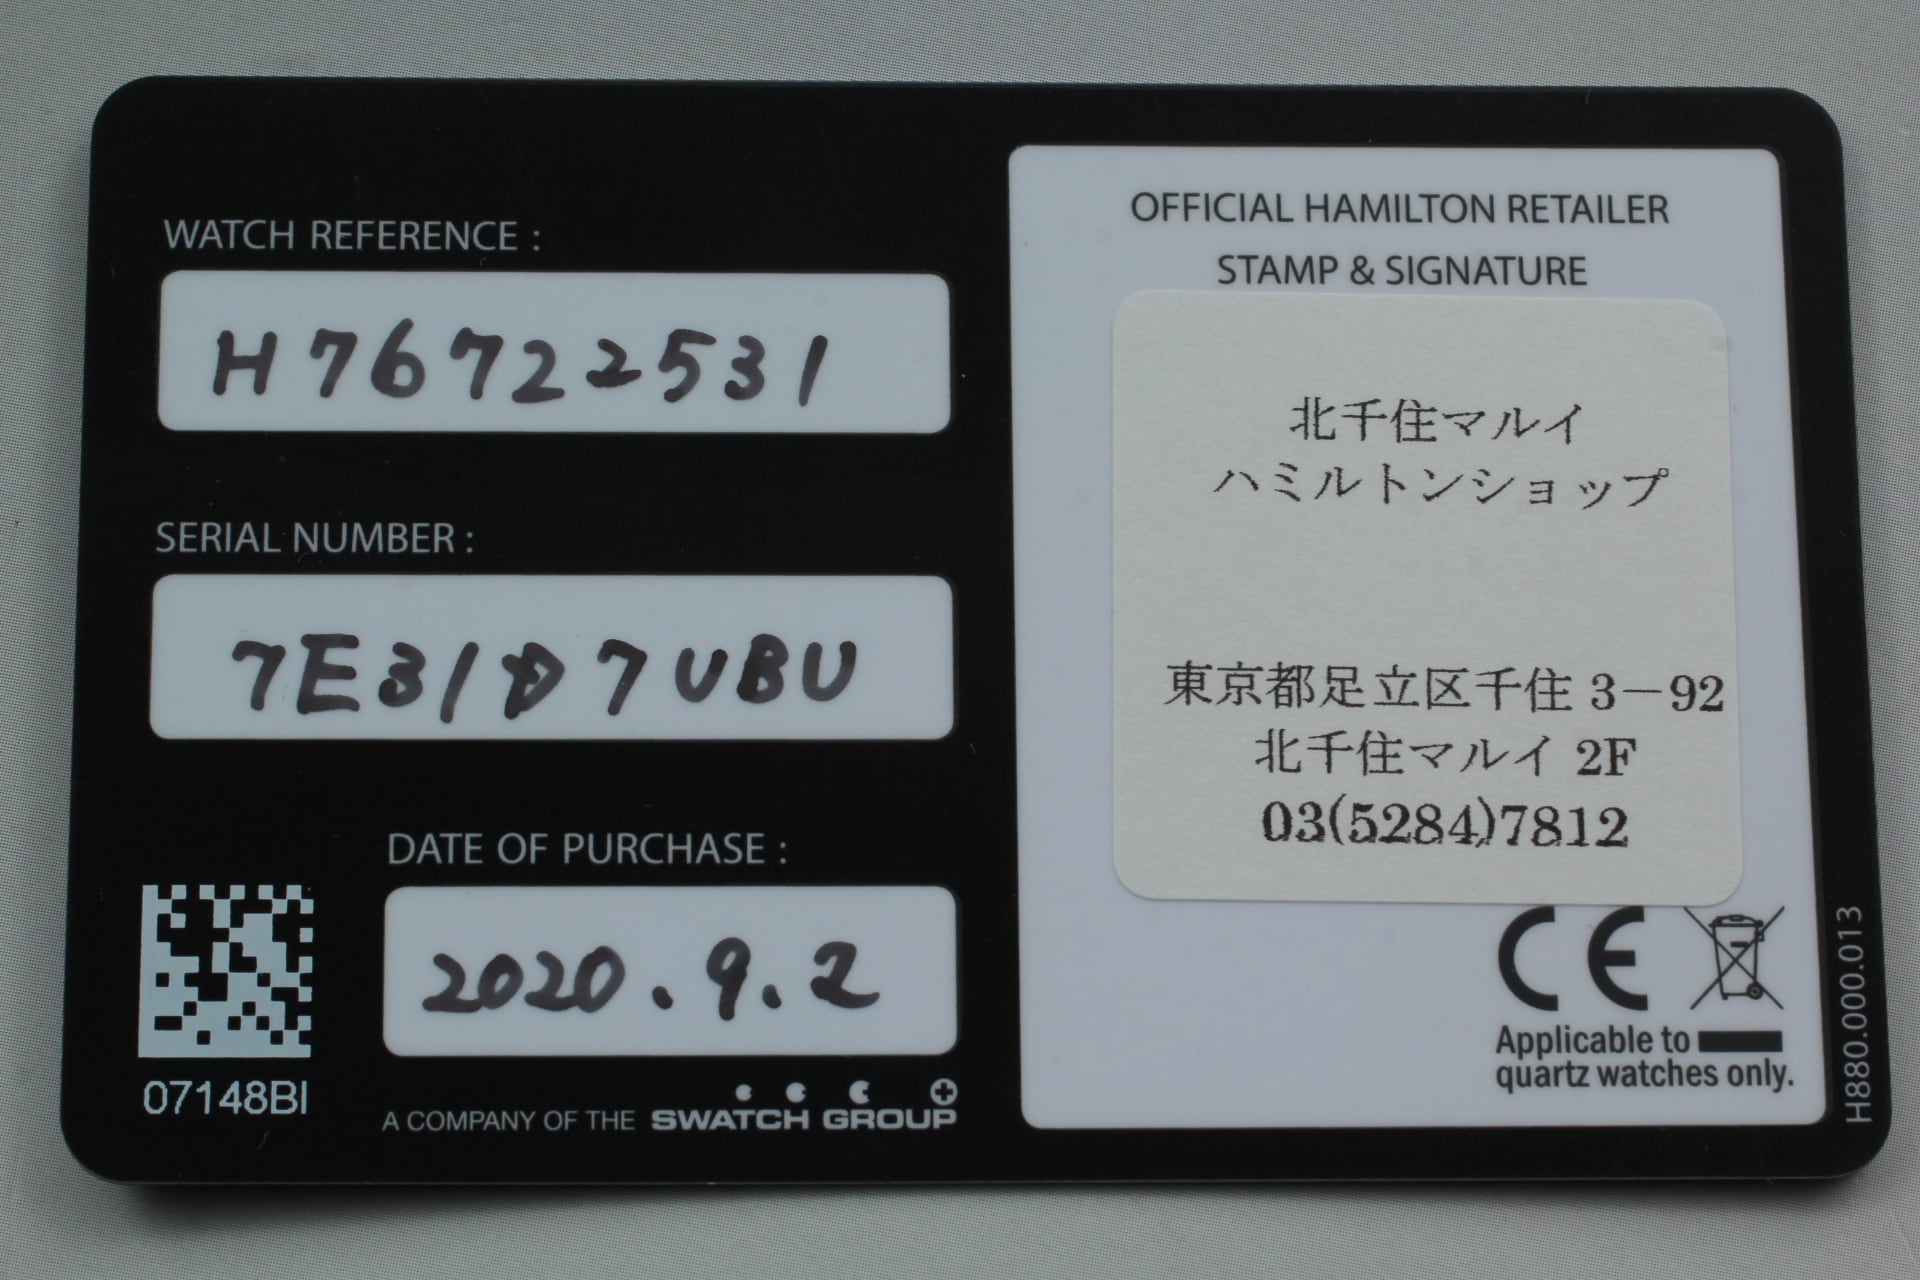 WATCH REFERENCE :
H76722531
SERIAL NUMBER :
7E31D7UBU
DATE OF PURCHASE :
2020.9.2
07148BI
A COMPANY OF THE SWATCH GROUP
OFFICIAL HAMILTON RETAILER
STAMP & SIGNATURE
北千住マルイ
ハミルトンショップ
東京都足立区千住 3-92
北千住マルイ 2F
03(5284)7812
CE
Applicable to
quartz watches only.
H880.000.013